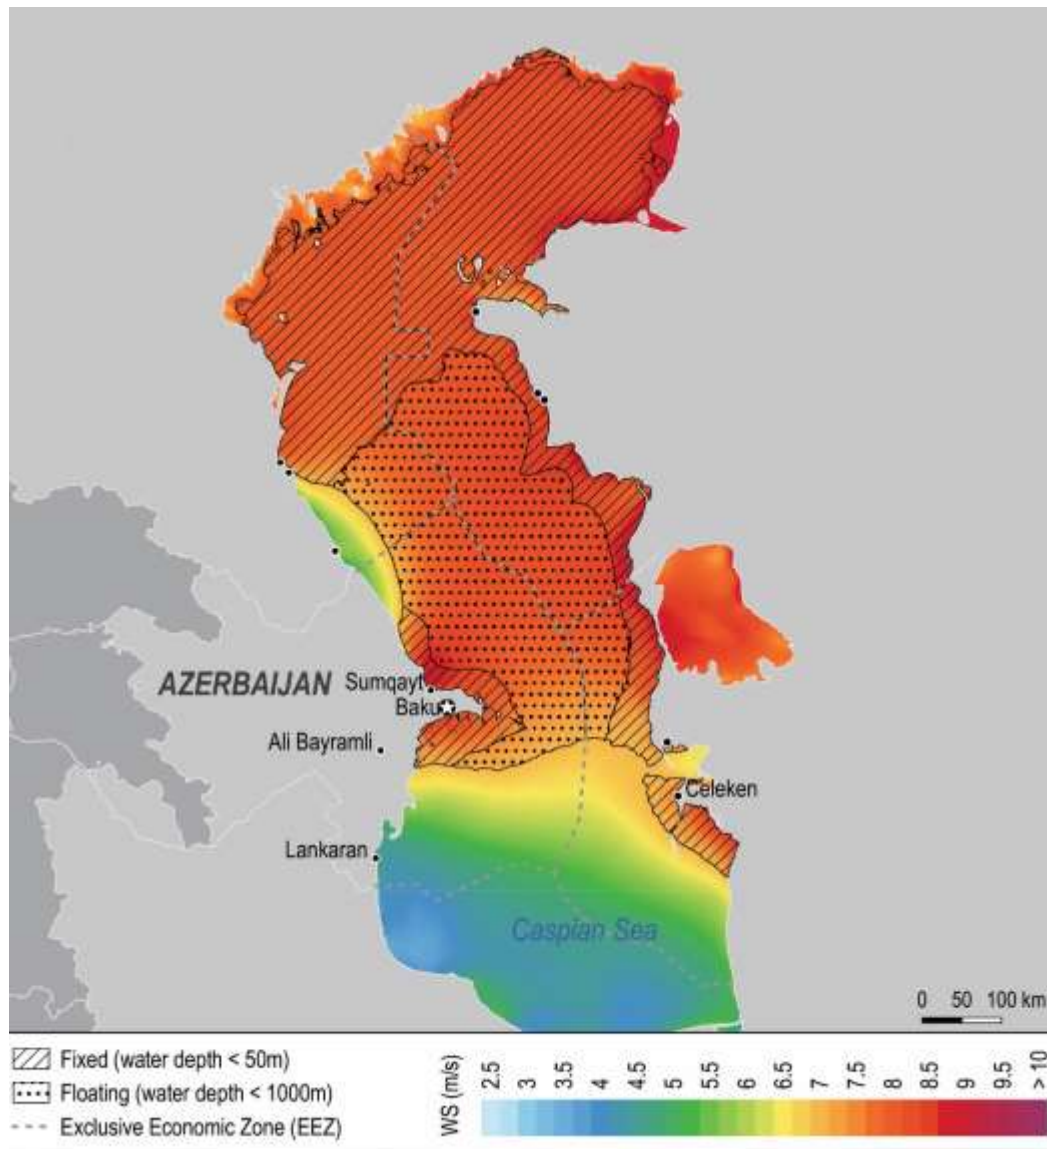 AZERBAIJAN
Sumqayt
Baku
Ali Bayramli
Celeken
Lankaran
Caspian Sea
0 50 100 km
Fixed (water depth < 50m)
Floating (water depth < 1000m)
Exclusive Economic Zone (EEZ)
WS (m/s)
2.5 3 3.5 4 4.5 5 5.5 6 6.5 7 7.5 8 8.5 9 9.5 > 10